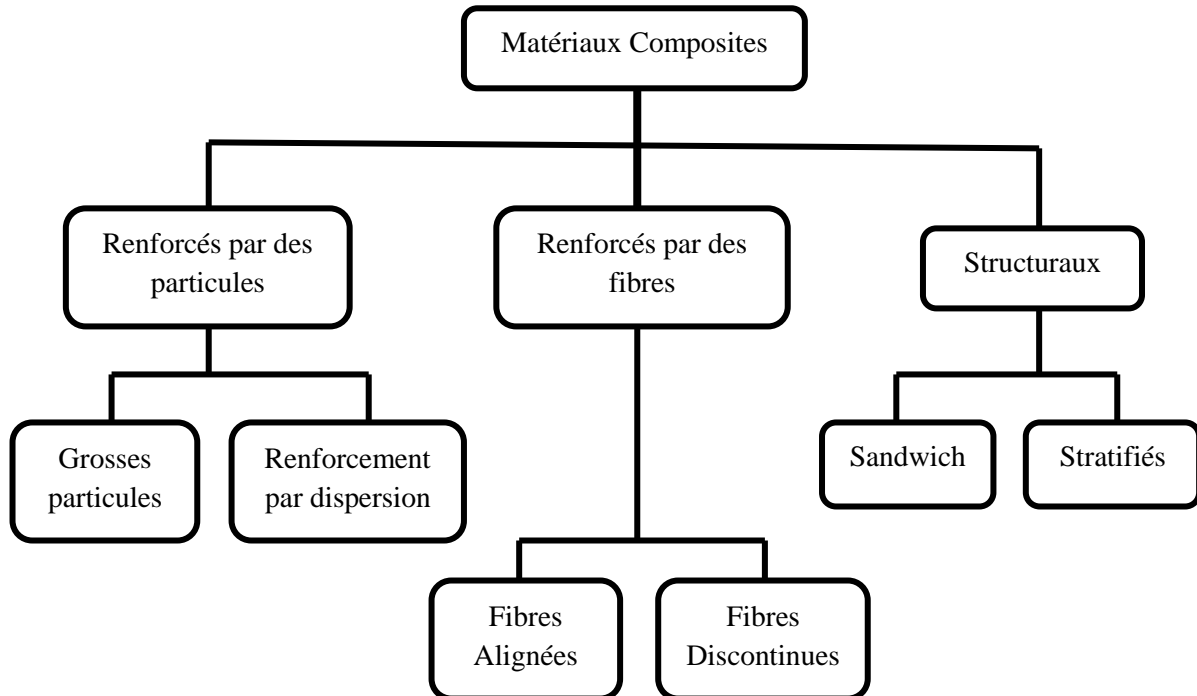 Matériaux Composites
Renforcés par des
particules
Renforcés par des
fibres
Structuraux
Grosses
particules
Renforcement
par dispersion
Sandwich
Stratifiés
Fibres
Alignées
Fibres
Discontinues